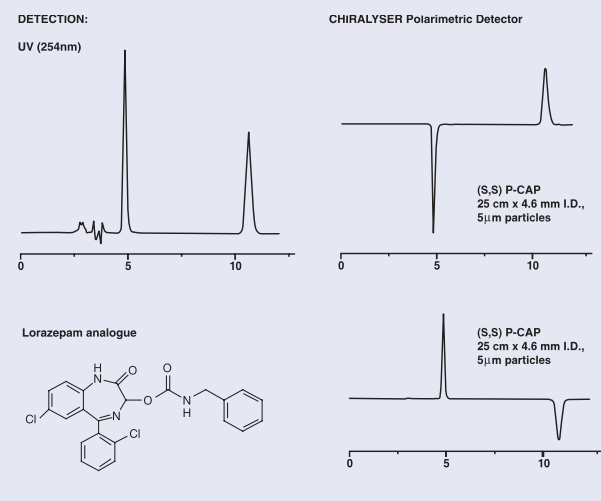 DETECTION:
UV (254nm)
0 5 10
CHIRALYSER Polarimetric Detector
(S,S) P-CAP
25 cm x 4.6 mm I.D.,
5μm particles
0 5 10
Lorazepam analogue
H
N
O
O
O
N
H
N
Cl
Cl
(S,S) P-CAP
25 cm x 4.6 mm I.D.,
5μm particles
0 5 10